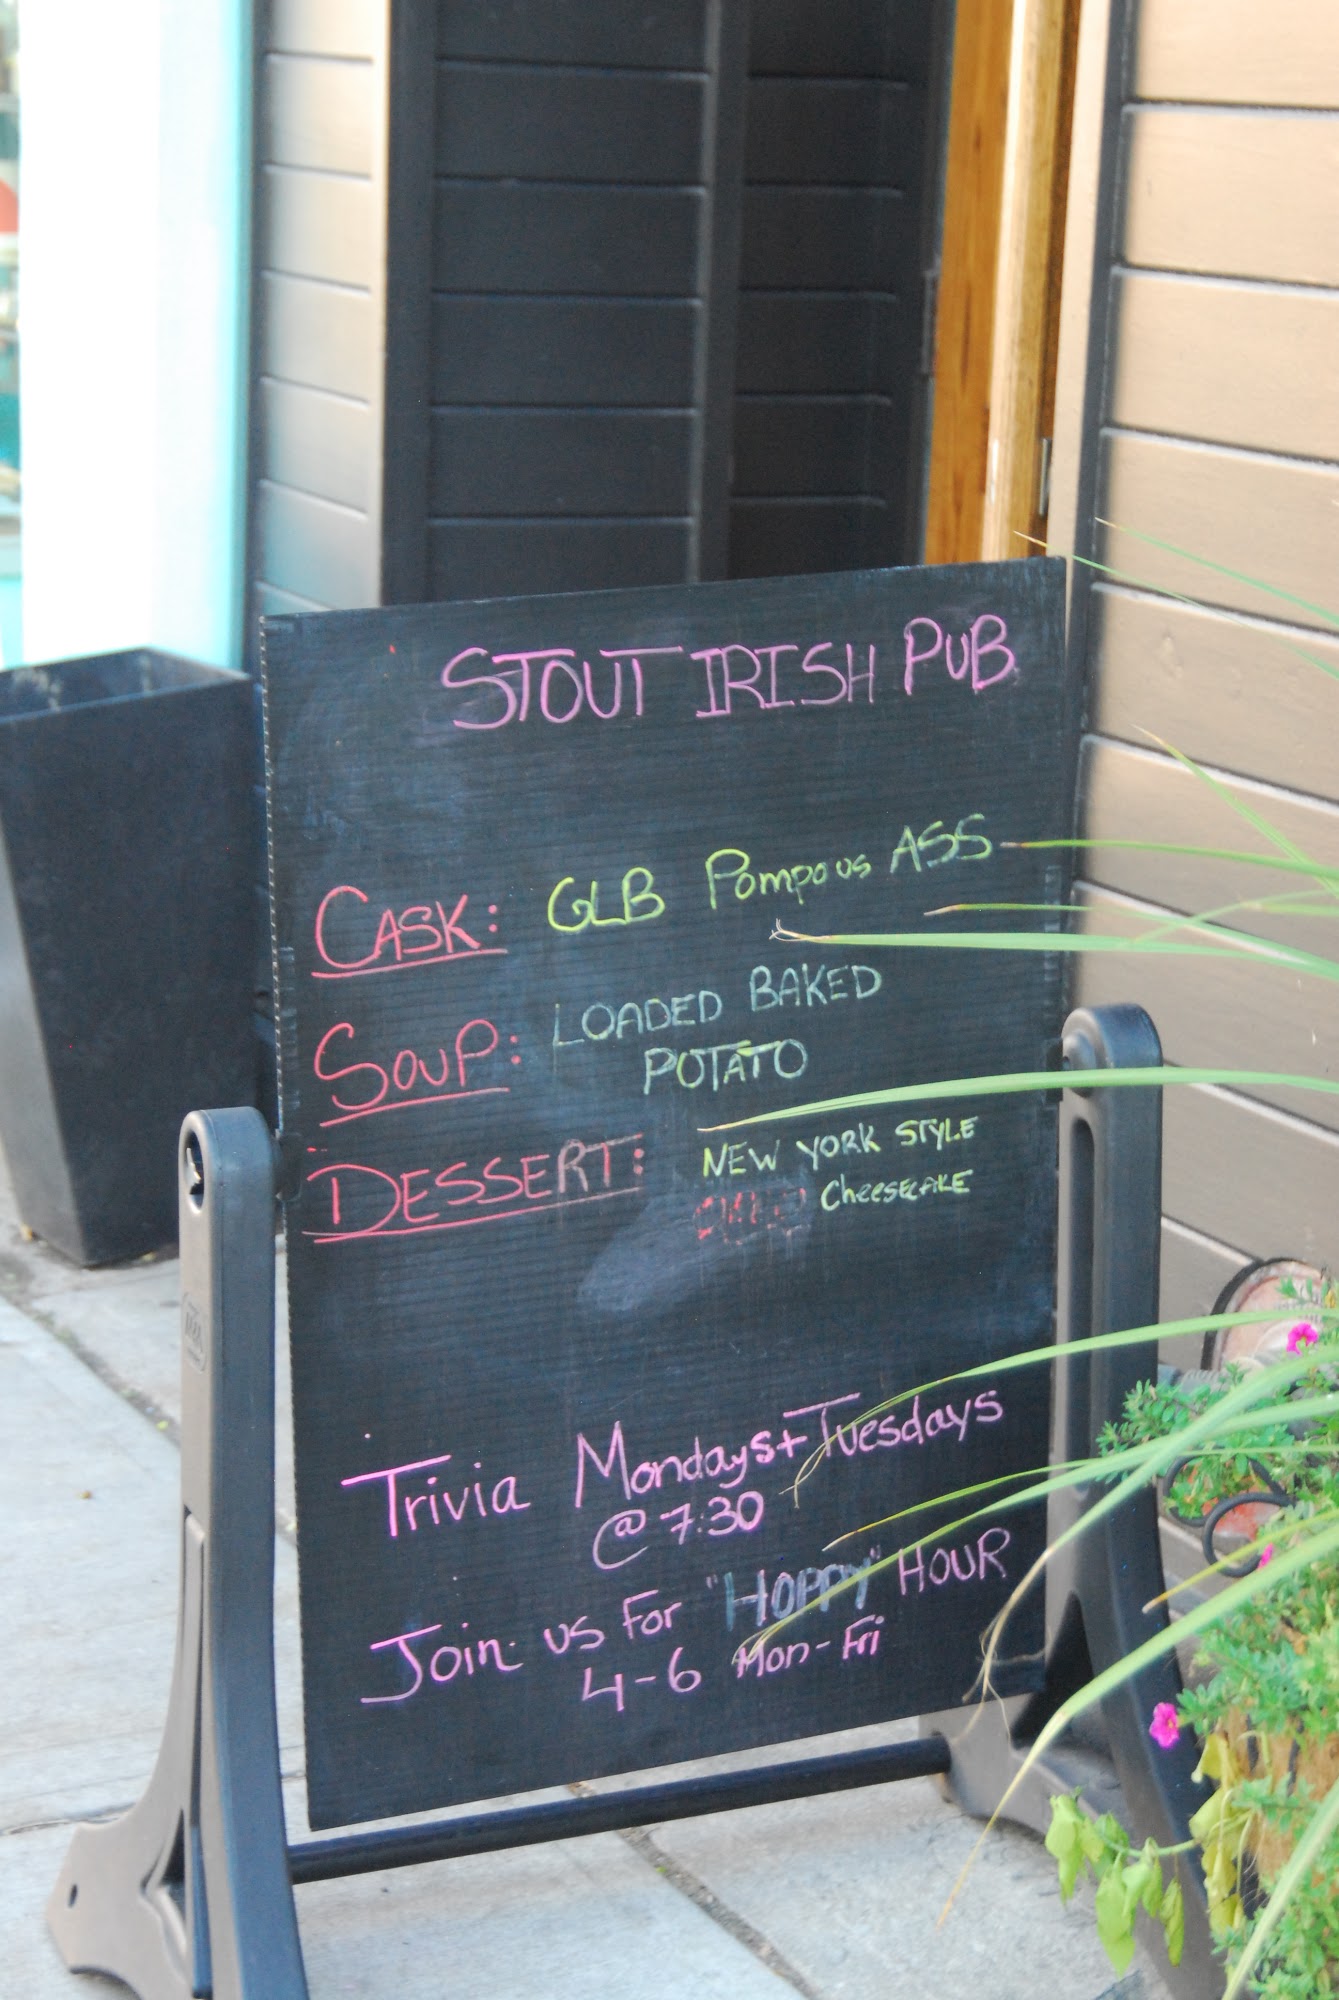 STOUT IRISH PUB
CASK: GLB Pompous ASS
SOUP: LOADED BAKED
POTATO
DESSERT: NEW YORK STYLE
CheeseCAKE
Trivia Mondays + Tuesdays
@ 7:30
Join us For "HOPPY" HOUR
4-6 Mon-Fri